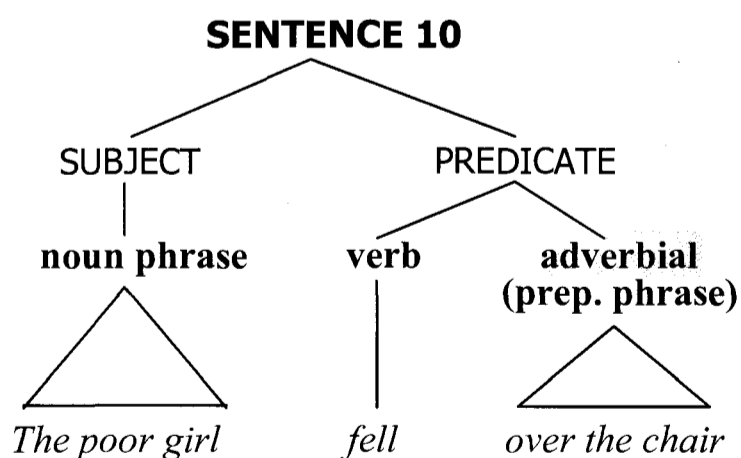 SENTENCE 10
SUBJECT PREDICATE
noun phrase verb adverbial
(prep. phrase)
The poor girl fell over the chair